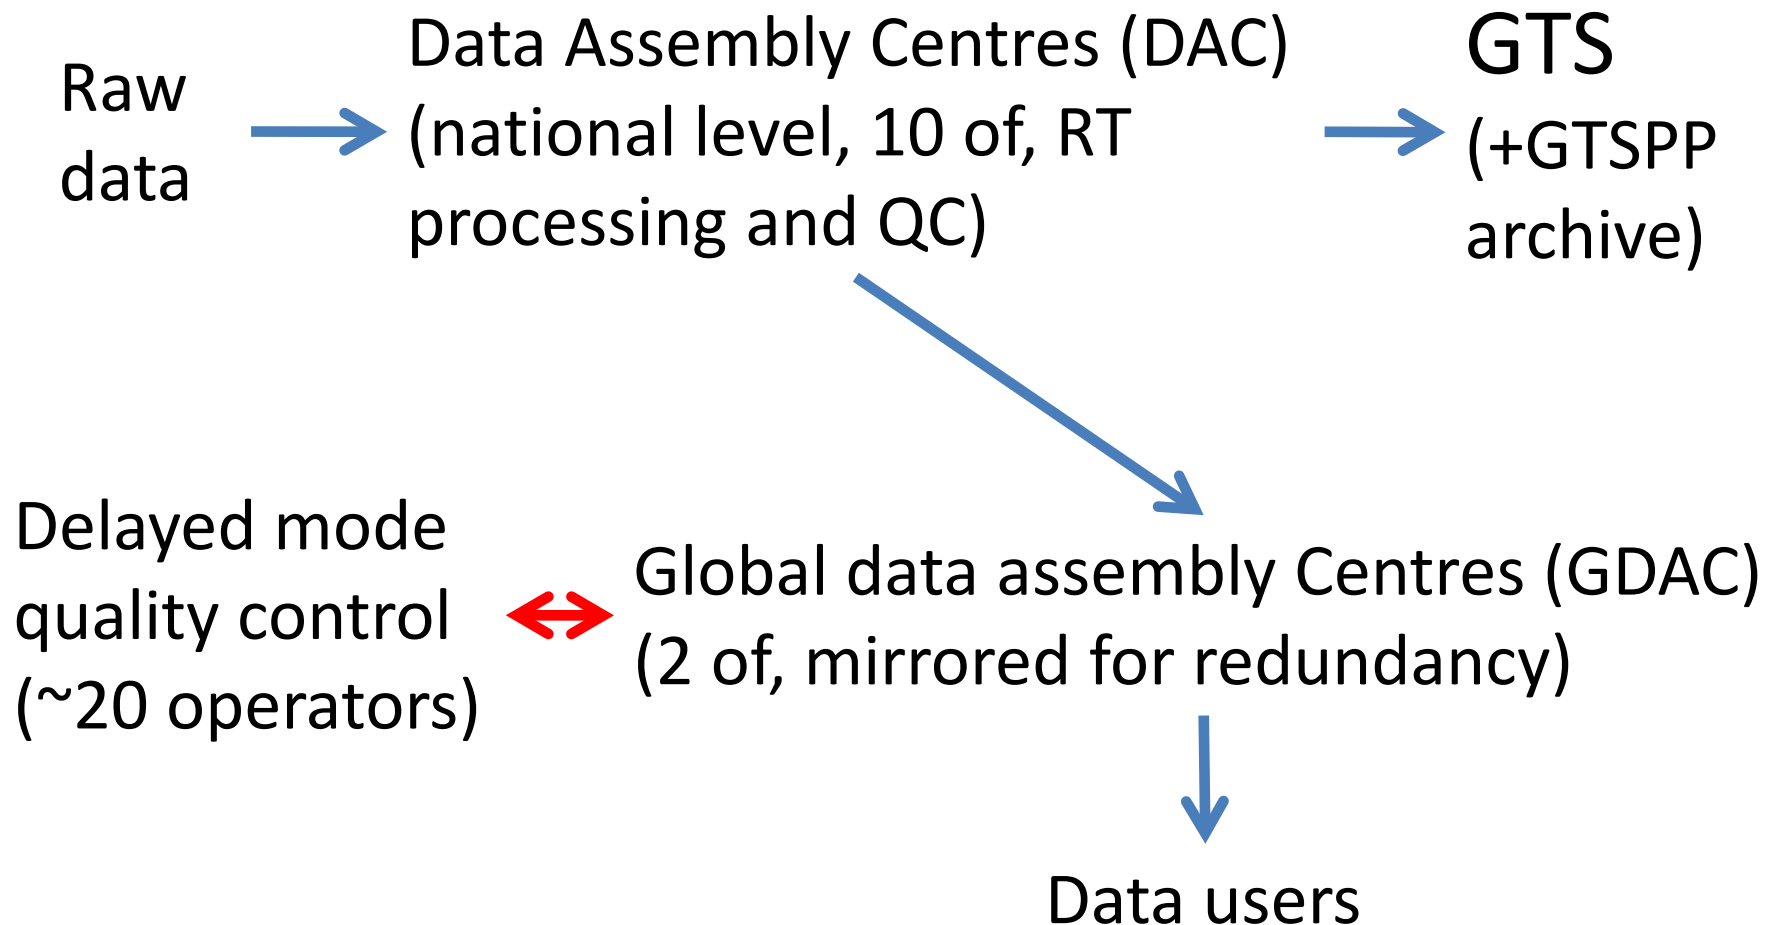 Raw
data
Data Assembly Centres (DAC)
(national level, 10 of, RT
processing and QC)
GTS
(+GTSPP
archive)
Delayed mode
quality control
(~20 operators)
Global data assembly Centres (GDAC)
(2 of, mirrored for redundancy)
Data users